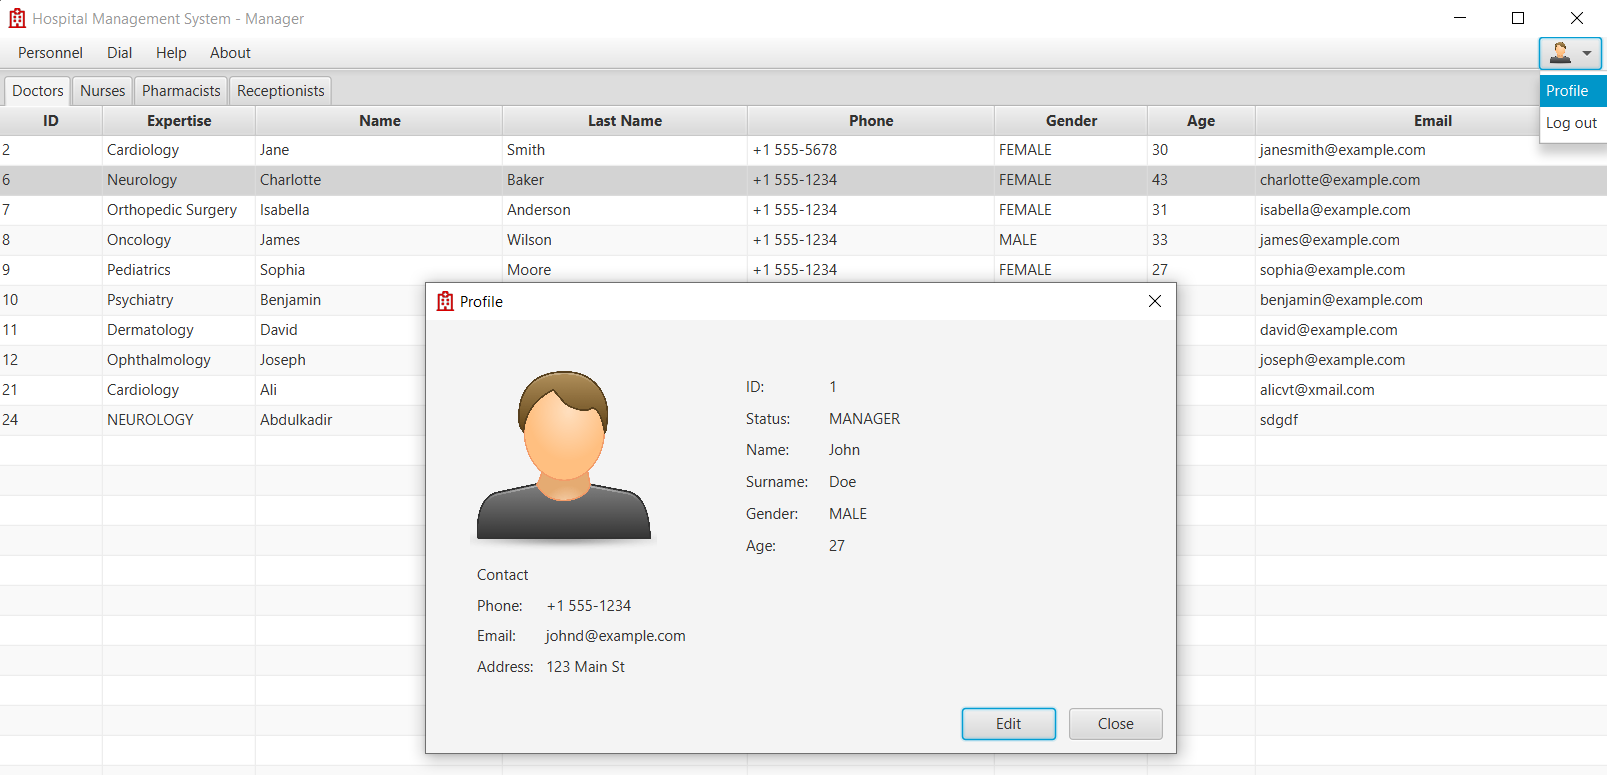 Hospital Management System - Manager
Personnel Dial Help About
Profile
Log out
Doctors Nurses Pharmacists Receptionists
ID Expertise Name Last Name Phone Gender Age Email
2 Cardiology Jane Smith +1 555-5678 FEMALE 30 janesmith@example.com
6 Neurology Charlotte Baker +1 555-1234 FEMALE 43 charlotte@example.com
7 Orthopedic Surgery Isabella Anderson +1 555-1234 FEMALE 31 isabella@example.com
8 Oncology James Wilson +1 555-1234 MALE 33 james@example.com
9 Pediatrics Sophia Moore +1 555-1234 FEMALE 27 sophia@example.com
10 Psychiatry Benjamin benjamin@example.com
11 Dermatology David david@example.com
12 Ophthalmology Joseph joseph@example.com
21 Cardiology Ali alicvt@xmail.com
24 NEUROLOGY Abdulkadir sdgdf
Profile
ID: 1
Status: MANAGER
Name: John
Surname: Doe
Gender: MALE
Age: 27
Contact
Phone: +1 555-1234
Email: johnd@example.com
Address: 123 Main St
Edit Close